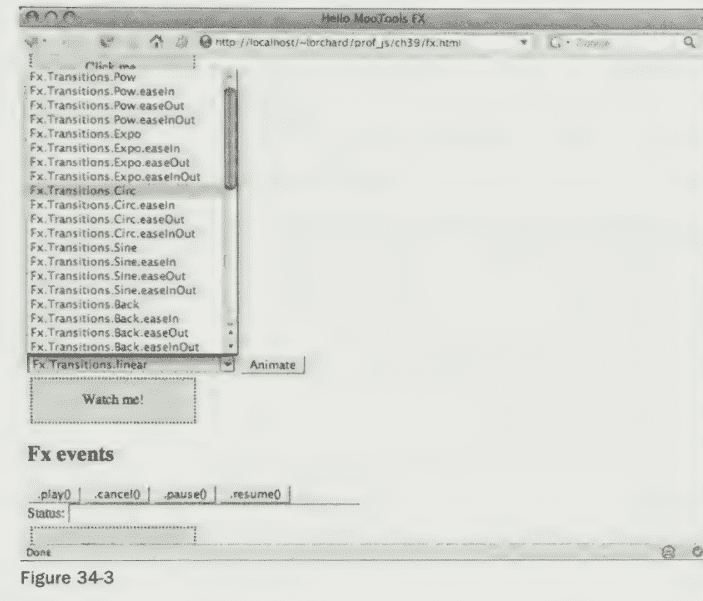 Hello MooTools FX
http://localhost/~lorchard/prof_js/ch39/fx.html
Click me
Fx.Transitions.Pow
Fx.Transitions.Pow.easeIn
Fx.Transitions.Pow.easeOut
Fx.Transitions.Pow.easeInOut
Fx.Transitions.Expo
Fx.Transitions.Expo.easeIn
Fx.Transitions.Expo.easeOut
Fx.Transitions.Expo.easeInOut
Fx.Transitions.Circ
Fx.Transitions.Circ.easeIn
Fx.Transitions.Circ.easeOut
Fx.Transitions.Circ.easeInOut
Fx.Transitions.Sine
Fx.Transitions.Sine.easeIn
Fx.Transitions.Sine.easeOut
Fx.Transitions.Sine.easeInOut
Fx.Transitions.Back
Fx.Transitions.Back.easeIn
Fx.Transitions.Back.easeOut
Fx.Transitions.Back.easeInOut
Fx.Transitions.linear Animate
Watch me!
Fx events
.play() .cancel() .pause() .resume()
Status:
Done
Figure 34-3